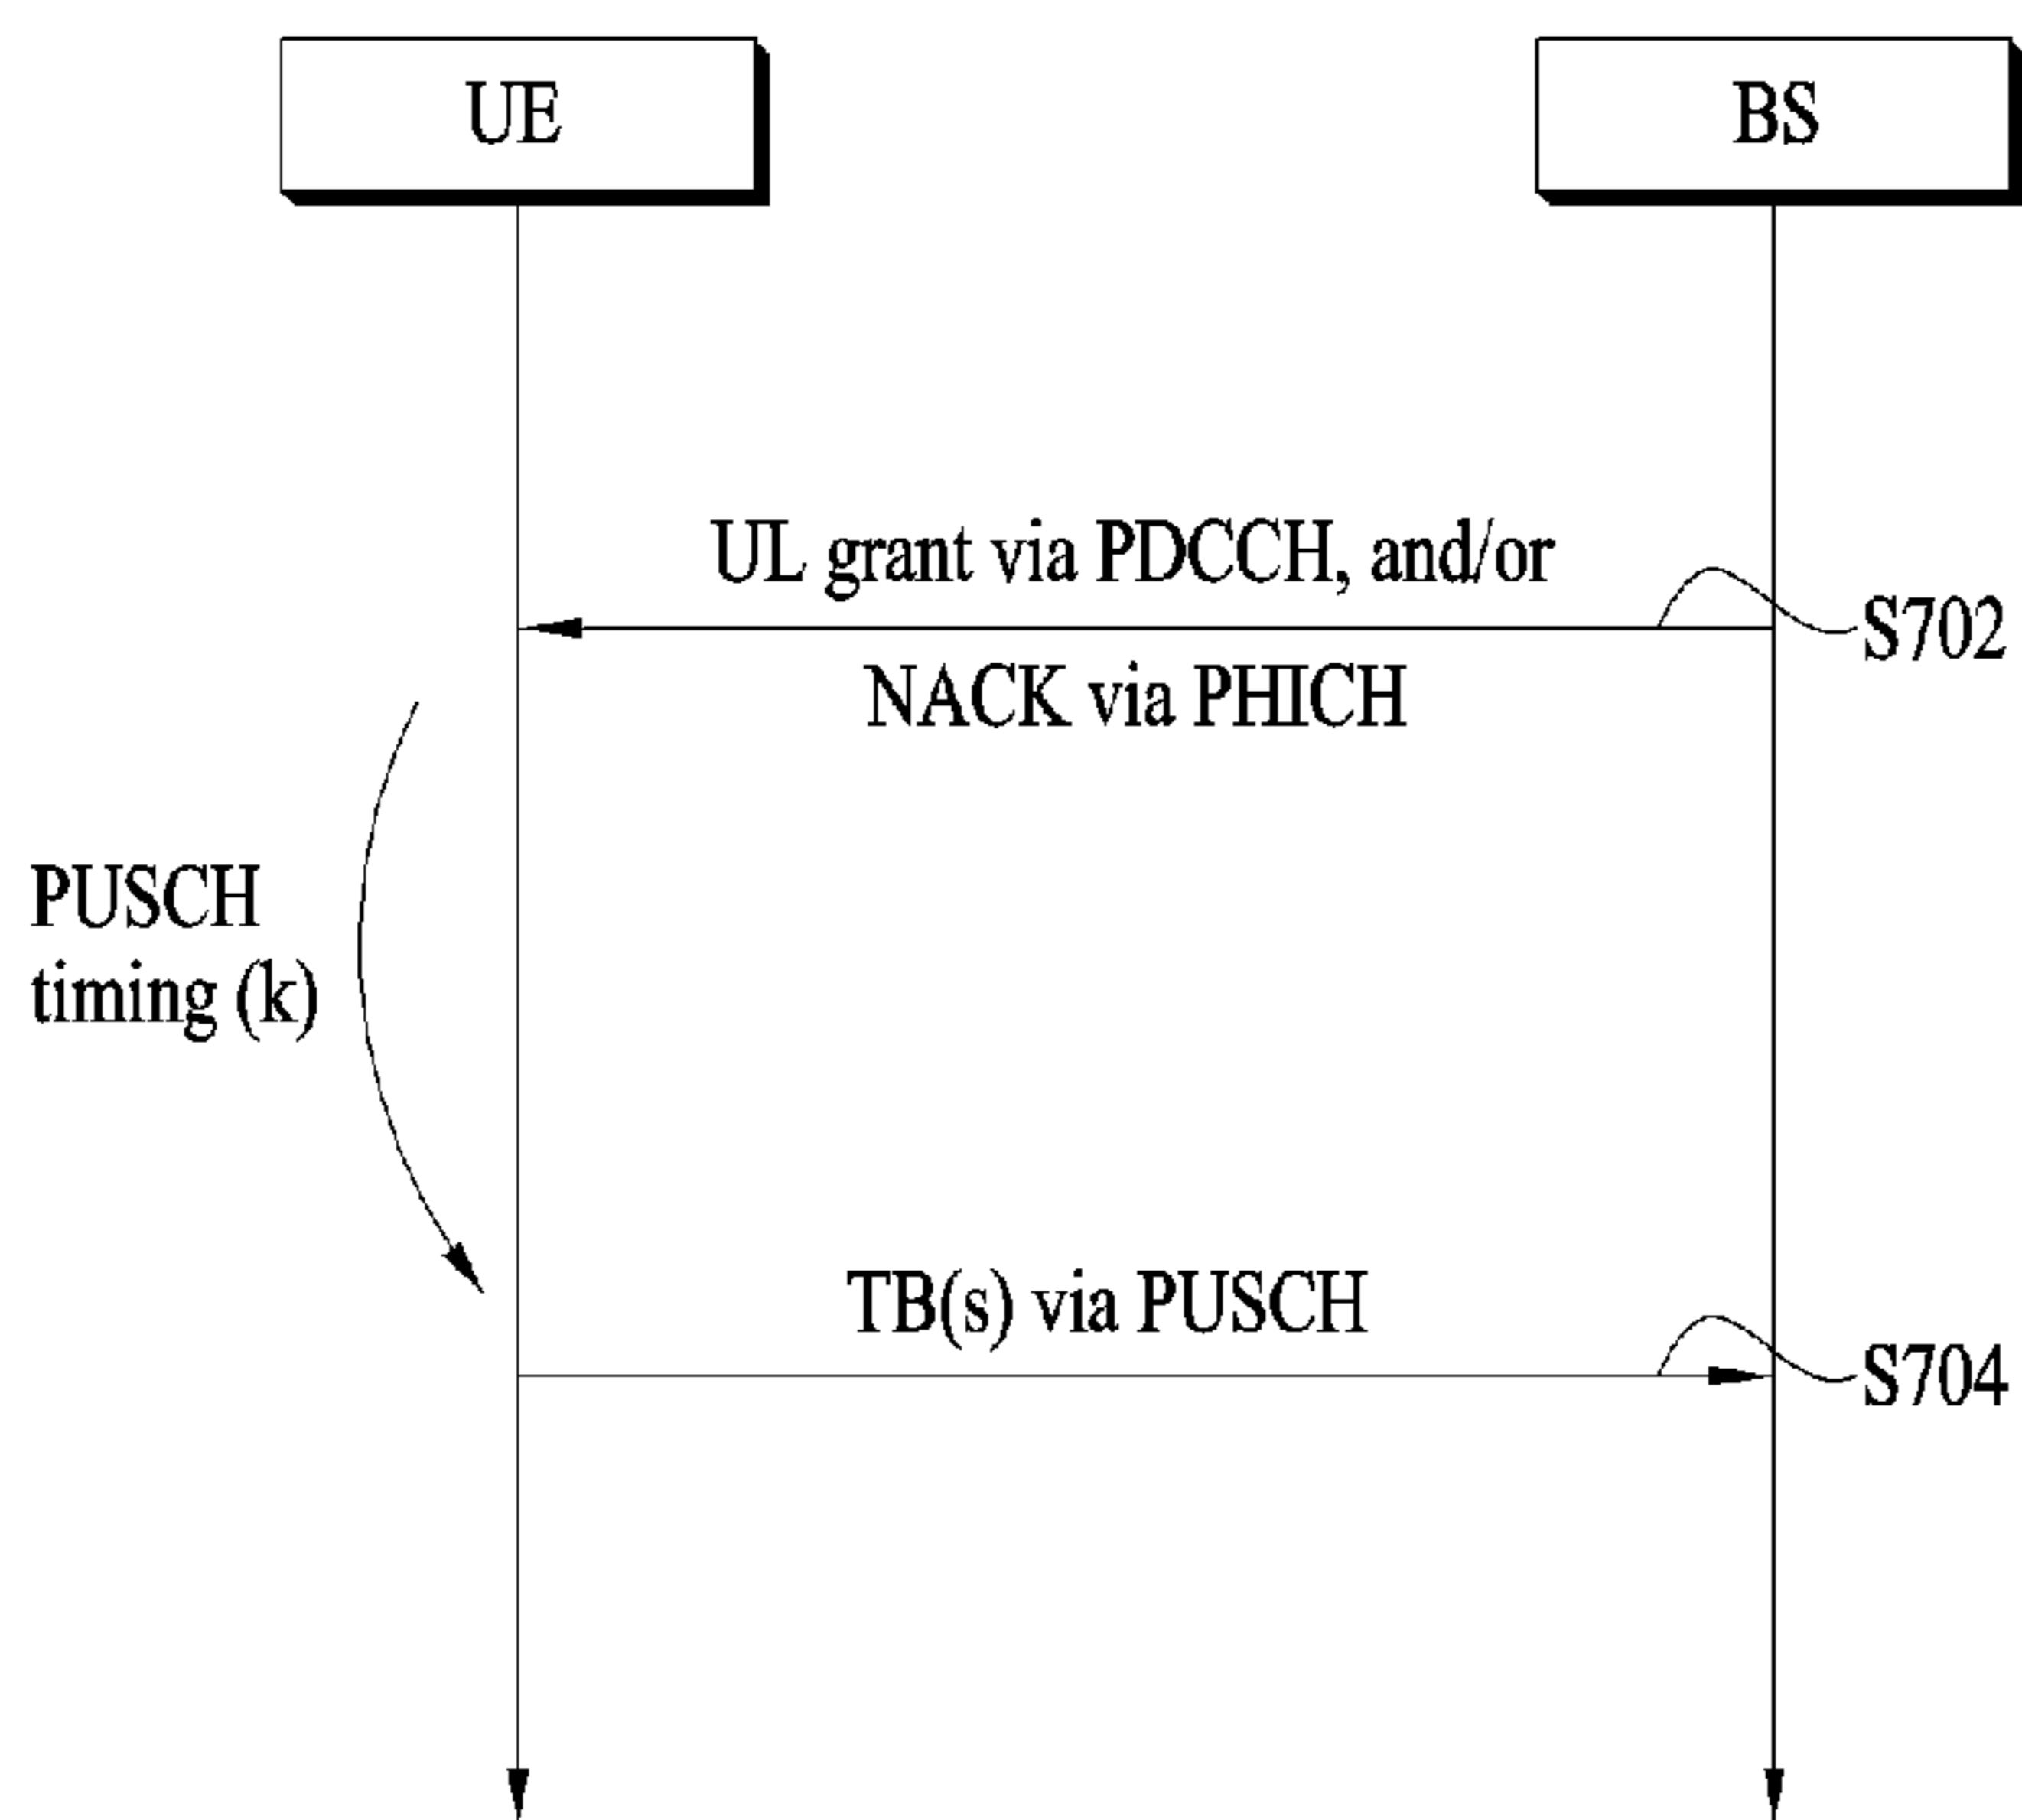 UE
BS
UL grant via PDCCH, and/or
S702
NACK via PHICH
PUSCH
timing (k)
TB(s) via PUSCH
S704